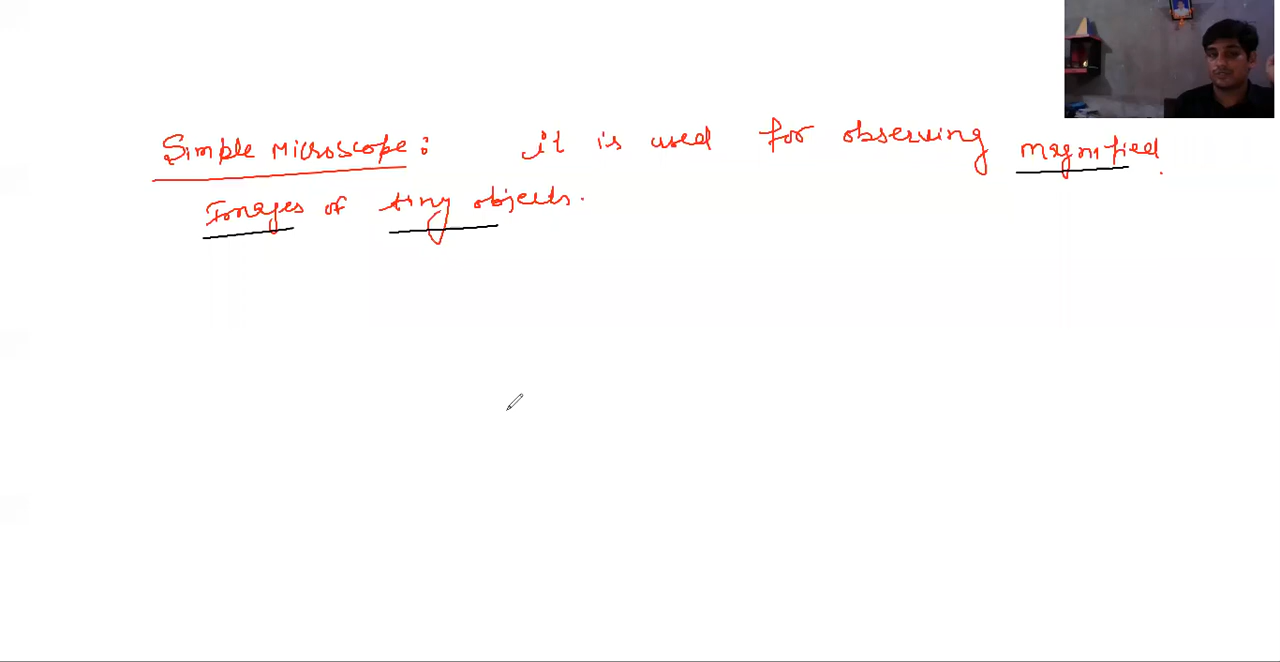 Simple Microscope: it is used for observing magnified
Images of tiny objects.